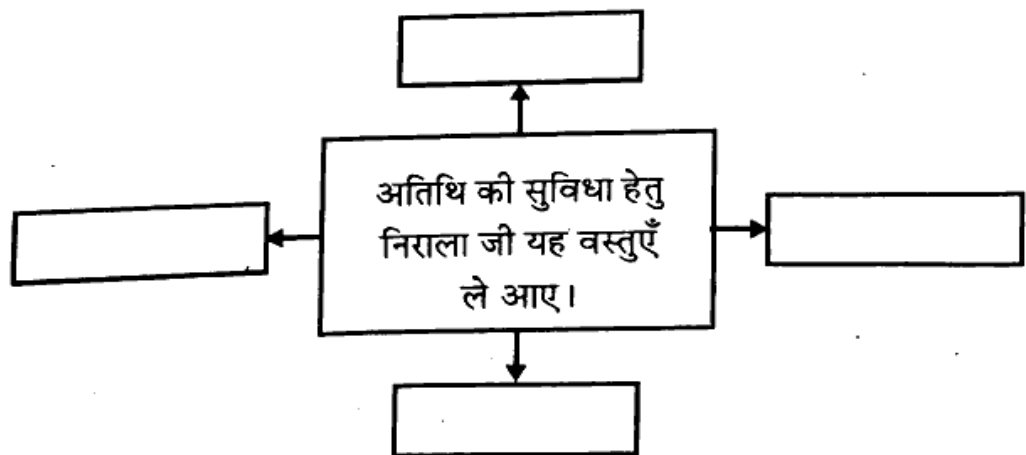 अतिथि की सुविधा हेतु
निराला जी यह वस्तुएँ
ले आए।